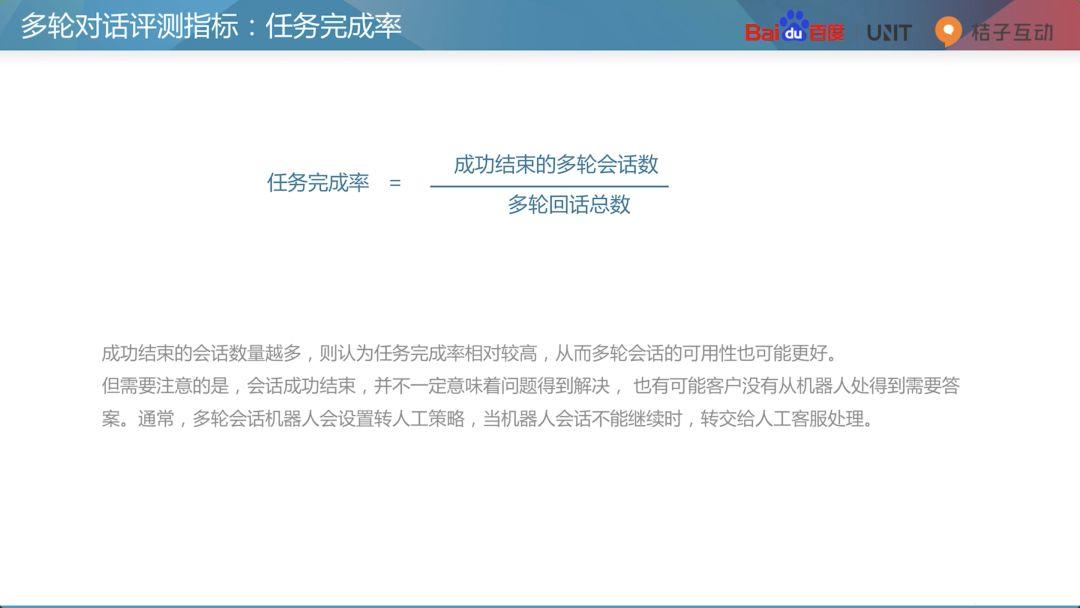 多轮对话评测指标：任务完成率
Bai du 百度 UNIT 桔子互动
任务完成率 = 成功结束的多轮会话数
多轮回话总数
成功结束的会话数量越多，则认为任务完成率相对较高，从而多轮会话的可用性也可能更好。
但需要注意的是，会话成功结束，并不一定意味着问题得到解决， 也有可能客户没有从机器人处得到需要答
案。通常，多轮会话机器人会设置转人工策略，当机器人会话不能继续时，转交给人工客服处理。